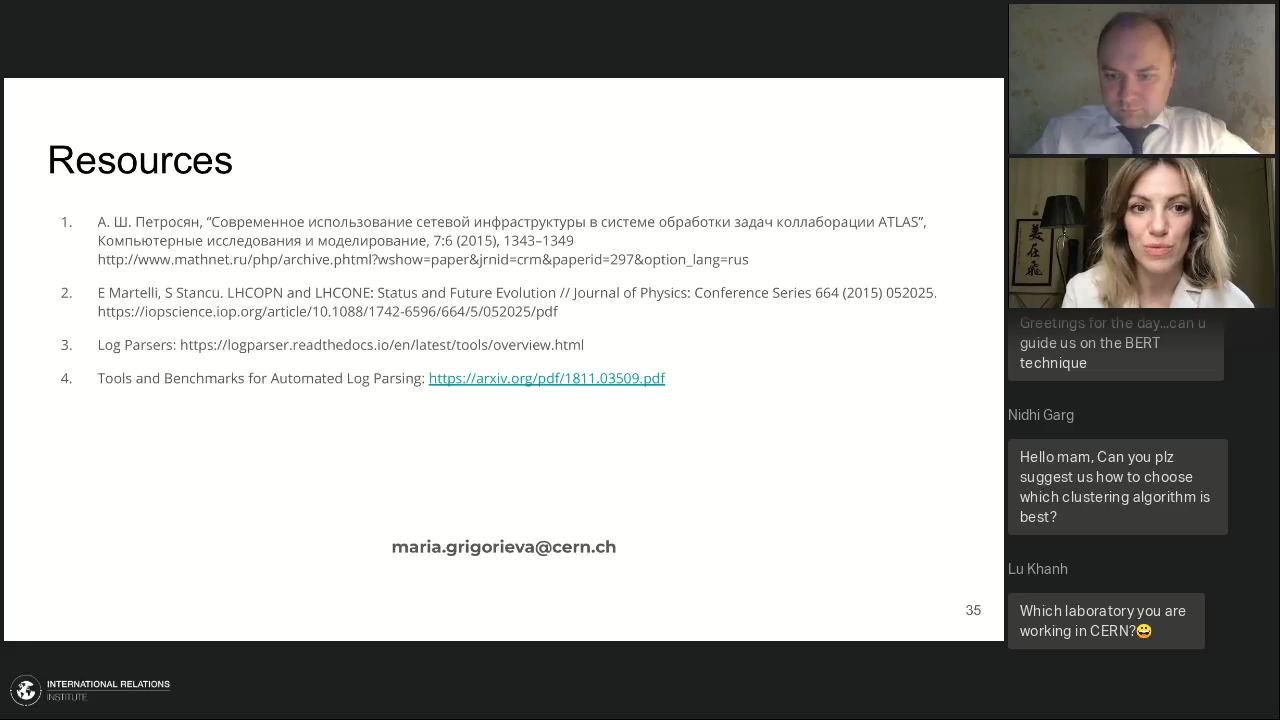 Resources
1. А. Ш. Петросян, “Современное использование сетевой инфраструктуры в системе обработки задач коллаборации ATLAS”,
Компьютерные исследования и моделирование, 7:6 (2015), 1343–1349
http://www.mathnet.ru/php/archive.phtml?wshow=paper&jrnid=crm&paperid=297&option_lang=rus
2. E Martelli, S Stancu. LHCOPN and LHCONE: Status and Future Evolution // Journal of Physics: Conference Series 664 (2015) 052025.
https://iopscience.iop.org/article/10.1088/1742-6596/664/5/052025/pdf
3. Log Parsers: https://logparser.readthedocs.io/en/latest/tools/overview.html
4. Tools and Benchmarks for Automated Log Parsing: https://arxiv.org/pdf/1811.03509.pdf
maria.grigorieva@cern.ch
35
美
在
Greetings for the day...can u
guide us on the BERT
technique
Nidhi Garg
Hello mam, Can you plz
suggest us how to choose
which clustering algorithm is
best?
Lu Khanh
Which laboratory you are
working in CERN?😀
INTERNATIONAL RELATIONS
INSTITUTE